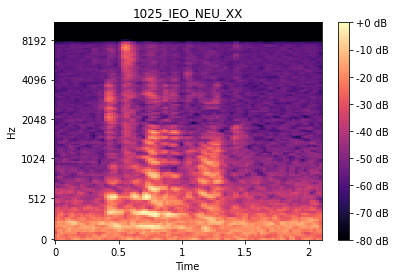 1025_IEO_NEU_XX
+0 dB
8192
-10 dB
4096
-20 dB
-30 dB
2048
-40 dB
Hz
1024
-50 dB
-60 dB
512
-70 dB
0
-80 dB
0
0.5
1
1.5
2
Time